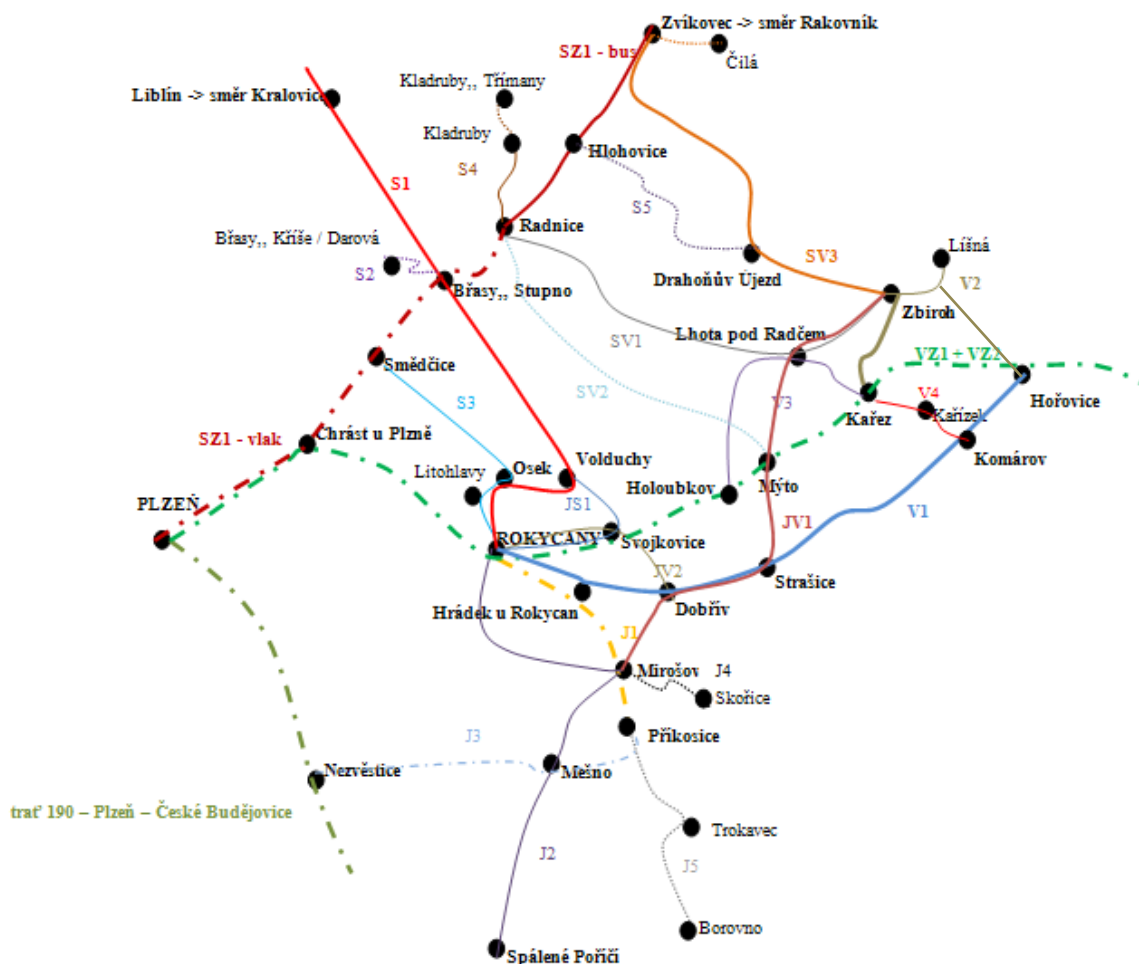 Zvíkovec -> směr Rakovník
SZ1 - bus
Čilá
Kladruby,, Třímany
Liblín -> směr Kralovice
Kladruby
Hlohovice
S4
S1
S5
Radnice
Břasy,, Kříše / Darová
Líšná
S2
SV3
Drahoňův Újezd
V2
Břasy,, Stupno
Zbiroh
Lhota pod Radčem
SV1
VZ1 + VZ2
Smědčice
Hořovice
SV2
V4
S3
V3
Kařez
Kařízek
SZ1 - vlak
Chrást u Plzně
Komárov
Volduchy
Litohlavy
Osek
Holoubkov
Mýto
PLZEŇ
JS1
V1
JV1
ROKYCANY
Svojkovice
JV2
Strašice
Hrádek u Rokycan
Dobřív
J1
Mirošov
J4
Skořice
J3
Příkosice
Nezvěstice
Mešno
trať 190 – Plzeň – České Budějovice
Trokavec
J2
J5
Borovno
Spálené Poříčí